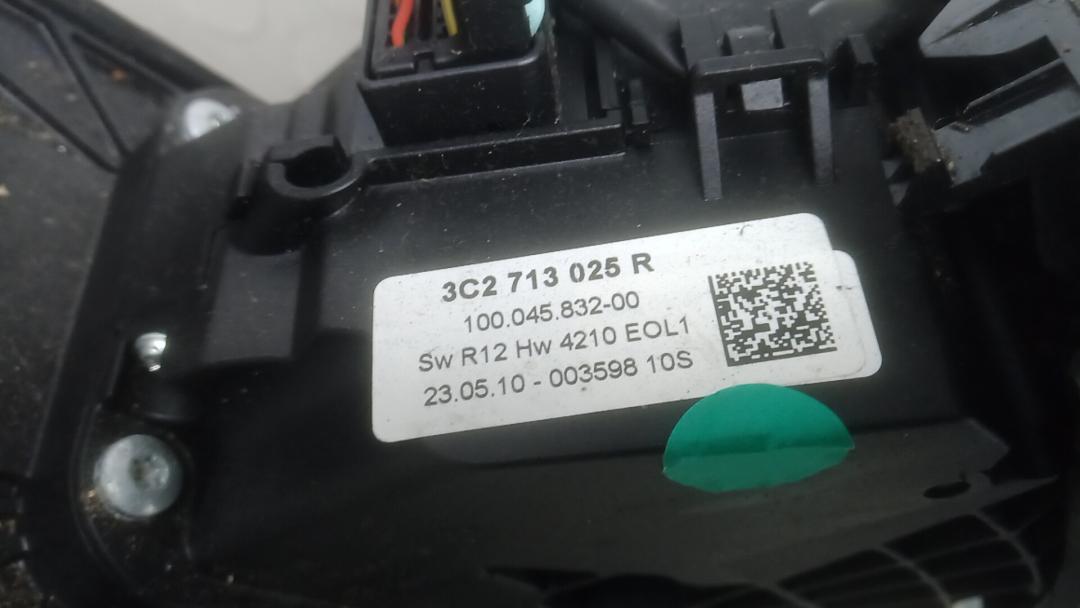 3C2 713 025 R
100.045.832-00
Sw R12 Hw 4210 EOL1
23.05.10 - 003598 10S